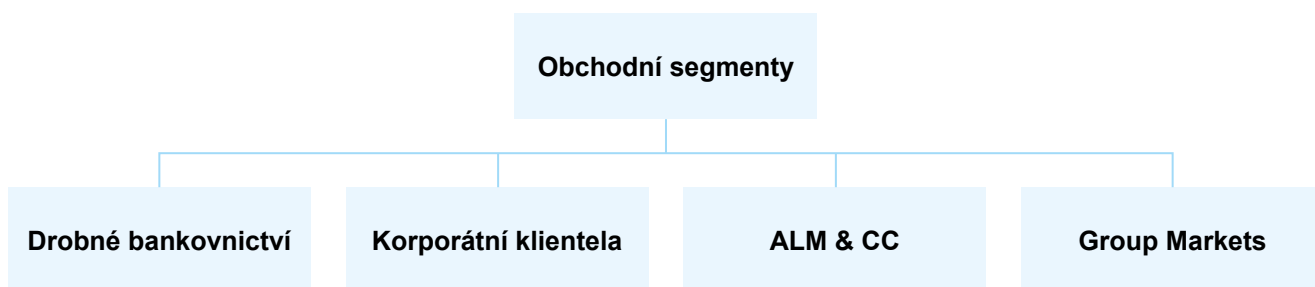 Obchodní segmenty
Drobné bankovnictví
Korporátní klientela
ALM & CC
Group Markets